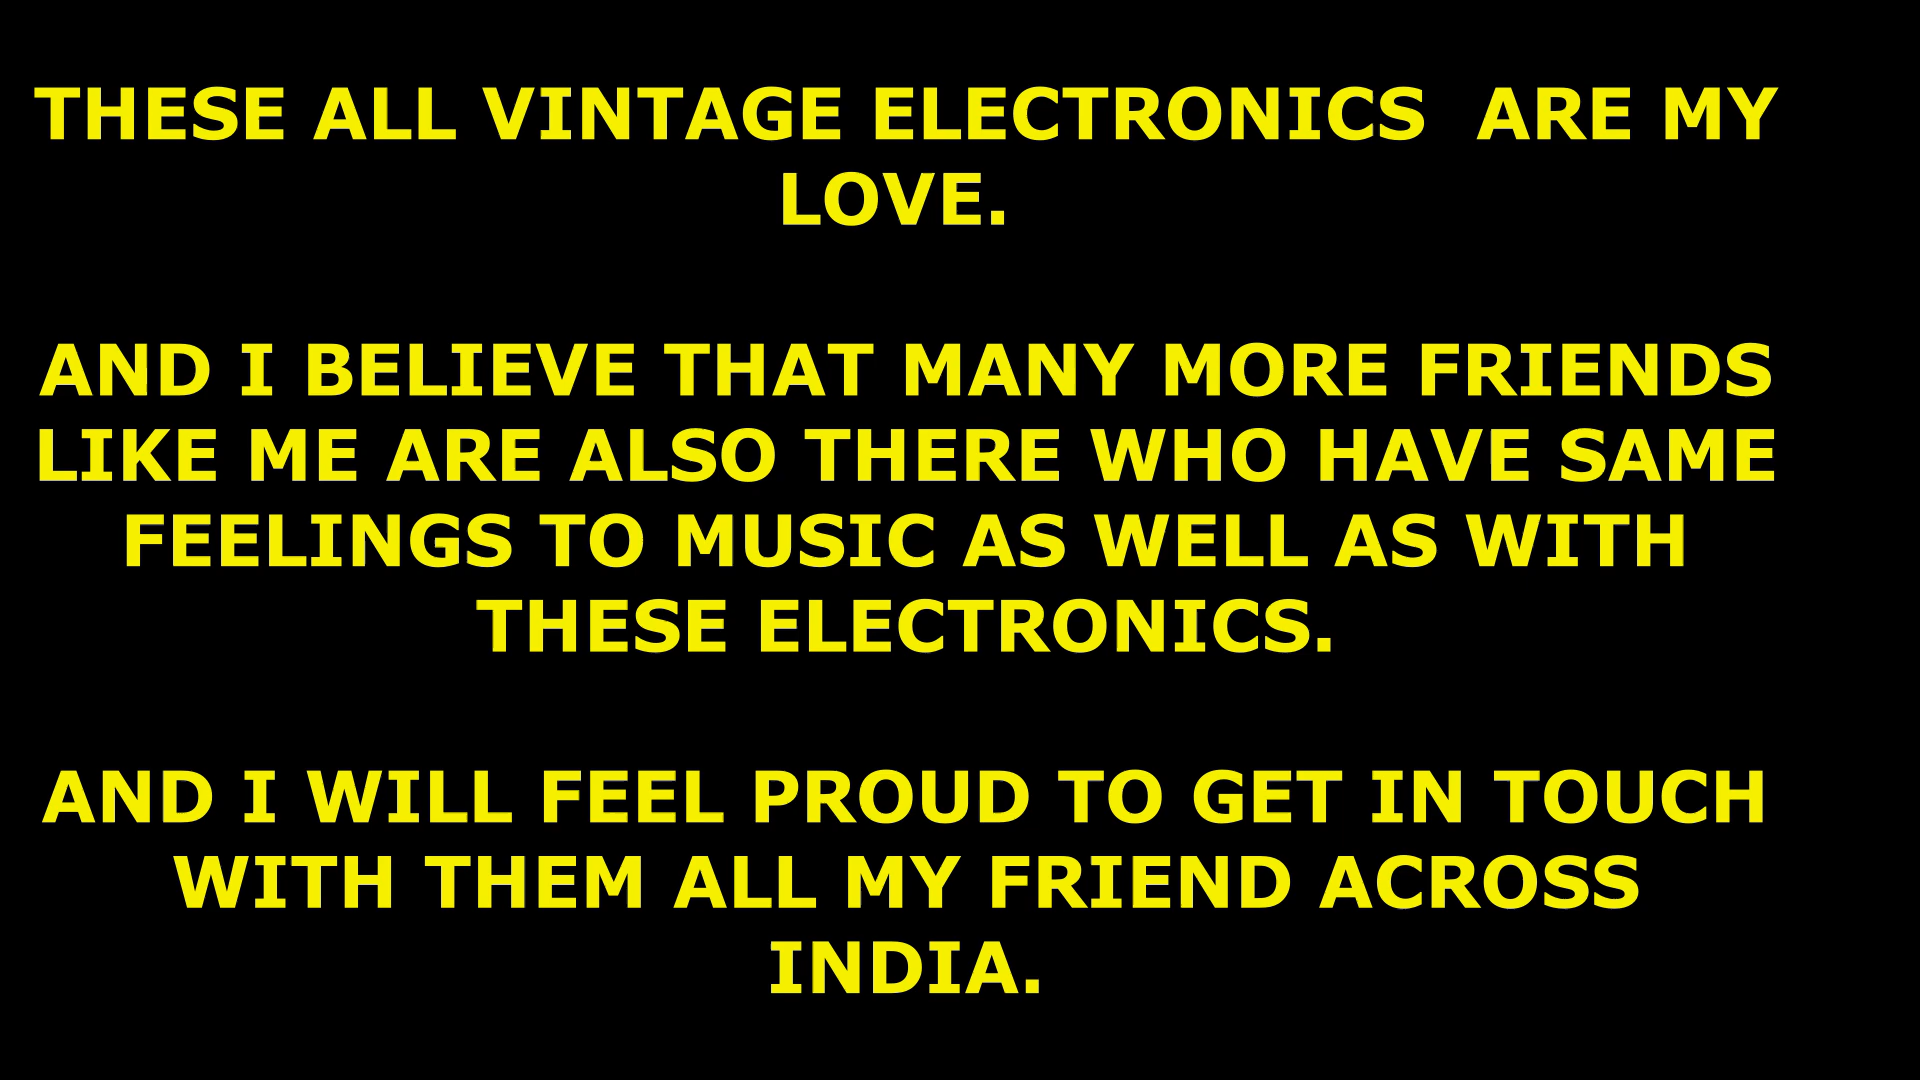 THESE ALL VINTAGE ELECTRONICS  ARE MY
LOVE.
AND I BELIEVE THAT MANY MORE FRIENDS
LIKE ME ARE ALSO THERE WHO HAVE SAME
FEELINGS TO MUSIC AS WELL AS WITH
THESE ELECTRONICS.
AND I WILL FEEL PROUD TO GET IN TOUCH
WITH THEM ALL MY FRIEND ACROSS
INDIA.